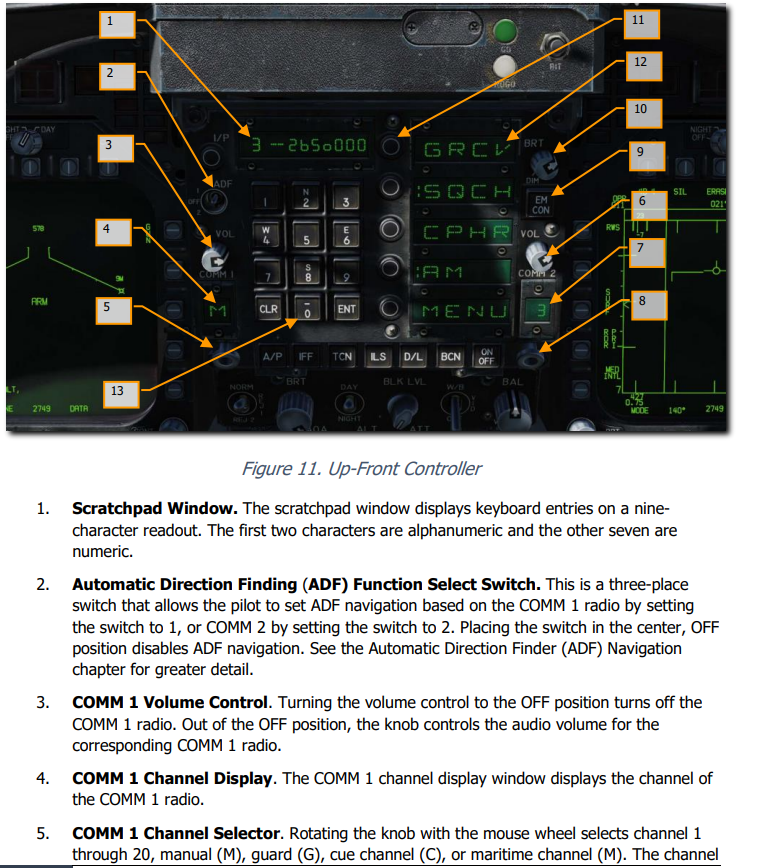 1
11
GD
NOGO
BIT
2
12
3
10
4
9
5
6
7
8
13
I/P
3 --265o000
GRCV
BRT
DIM
ADF
OFF
2
1
N
2
3
:SQCH
EM
CON
VOL
W
4
5
E
6
CPHR
VOL
COMM 1
7
S
8
9
:AM
COMM 2
M
CLR
–
0
ENT
MENU
3
A/P
IFF
TCN
ILS
D/L
BCN
ON
OFF
NORM
BRT
DAY
BLK LVL
W/B
BAL
NIGHT
578
ARM
2749
DATA
DAY
NIGHT
OFF
SIL
ERASE
RWS
MED
INTL
MODE
140°
2749
Figure 11. Up-Front Controller
1. Scratchpad Window. The scratchpad window displays keyboard entries on a nine-
character readout. The first two characters are alphanumeric and the other seven are
numeric.
2. Automatic Direction Finding (ADF) Function Select Switch. This is a three-place
switch that allows the pilot to set ADF navigation based on the COMM 1 radio by setting
the switch to 1, or COMM 2 by setting the switch to 2. Placing the switch in the center, OFF
position disables ADF navigation. See the Automatic Direction Finder (ADF) Navigation
chapter for greater detail.
3. COMM 1 Volume Control. Turning the volume control to the OFF position turns off the
COMM 1 radio. Out of the OFF position, the knob controls the audio volume for the
corresponding COMM 1 radio.
4. COMM 1 Channel Display. The COMM 1 channel display window displays the channel of
the COMM 1 radio.
5. COMM 1 Channel Selector. Rotating the knob with the mouse wheel selects channel 1
through 20, manual (M), guard (G), cue channel (C), or maritime channel (M). The channel